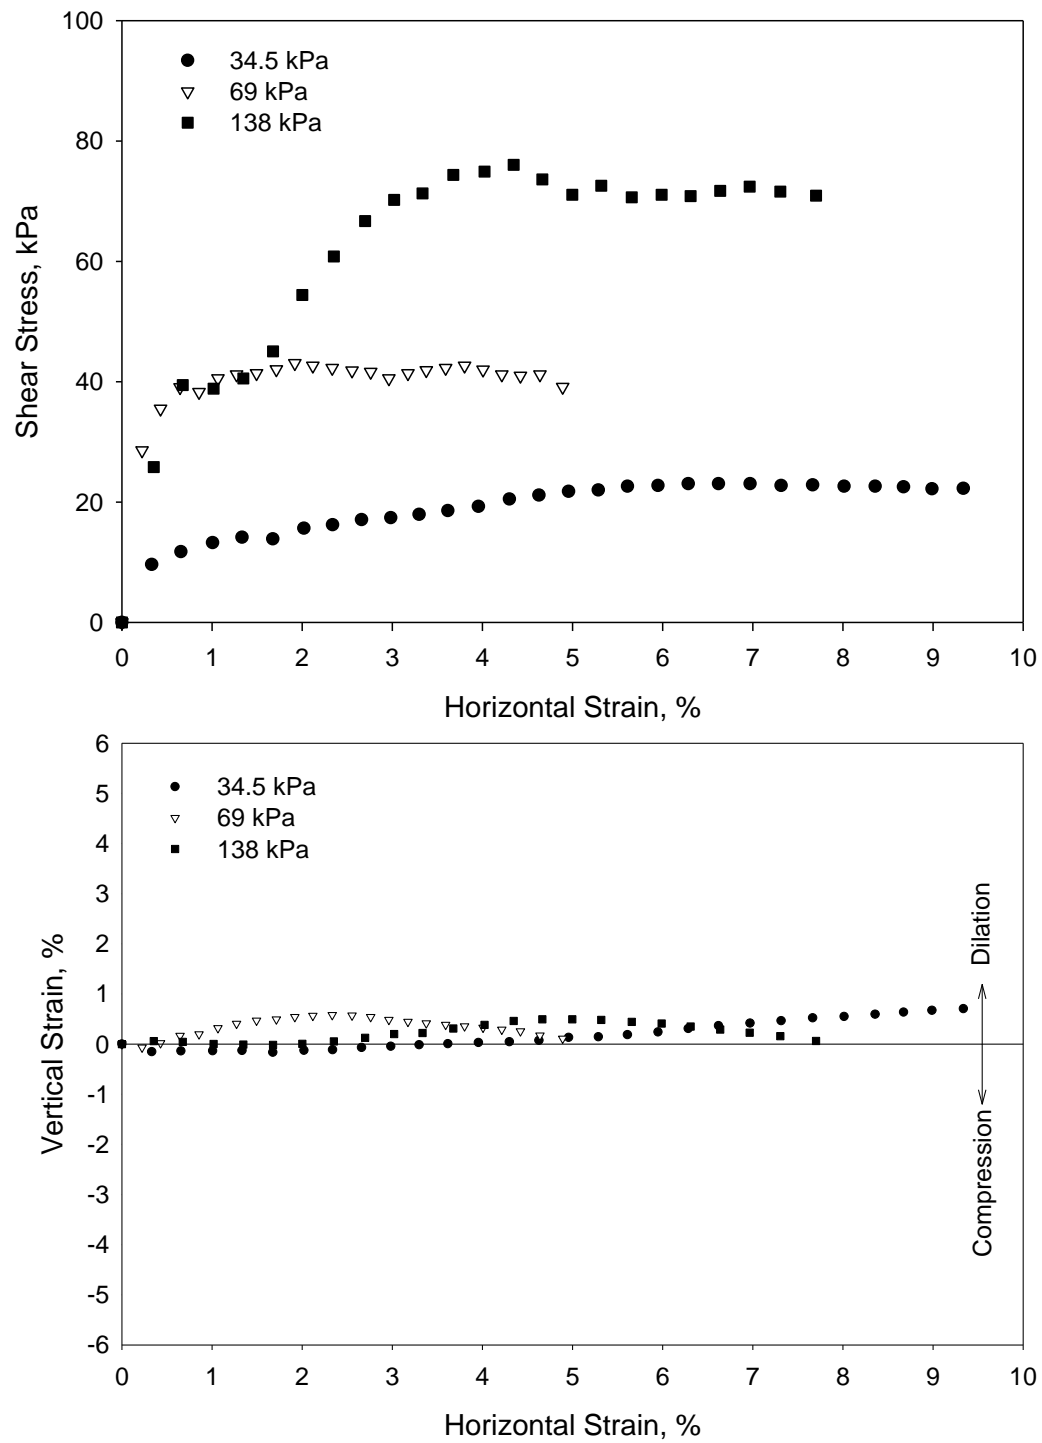 100
80
60
40
20
0
Shear Stress, kPa
34.5 kPa
69 kPa
138 kPa
0 1 2 3 4 5 6 7 8 9 10
Horizontal Strain, %
6
5
4
3
2
1
0
-1
-2
-3
-4
-5
-6
Vertical Strain, %
34.5 kPa
69 kPa
138 kPa
Dilation
Compression
0 1 2 3 4 5 6 7 8 9 10
Horizontal Strain, %